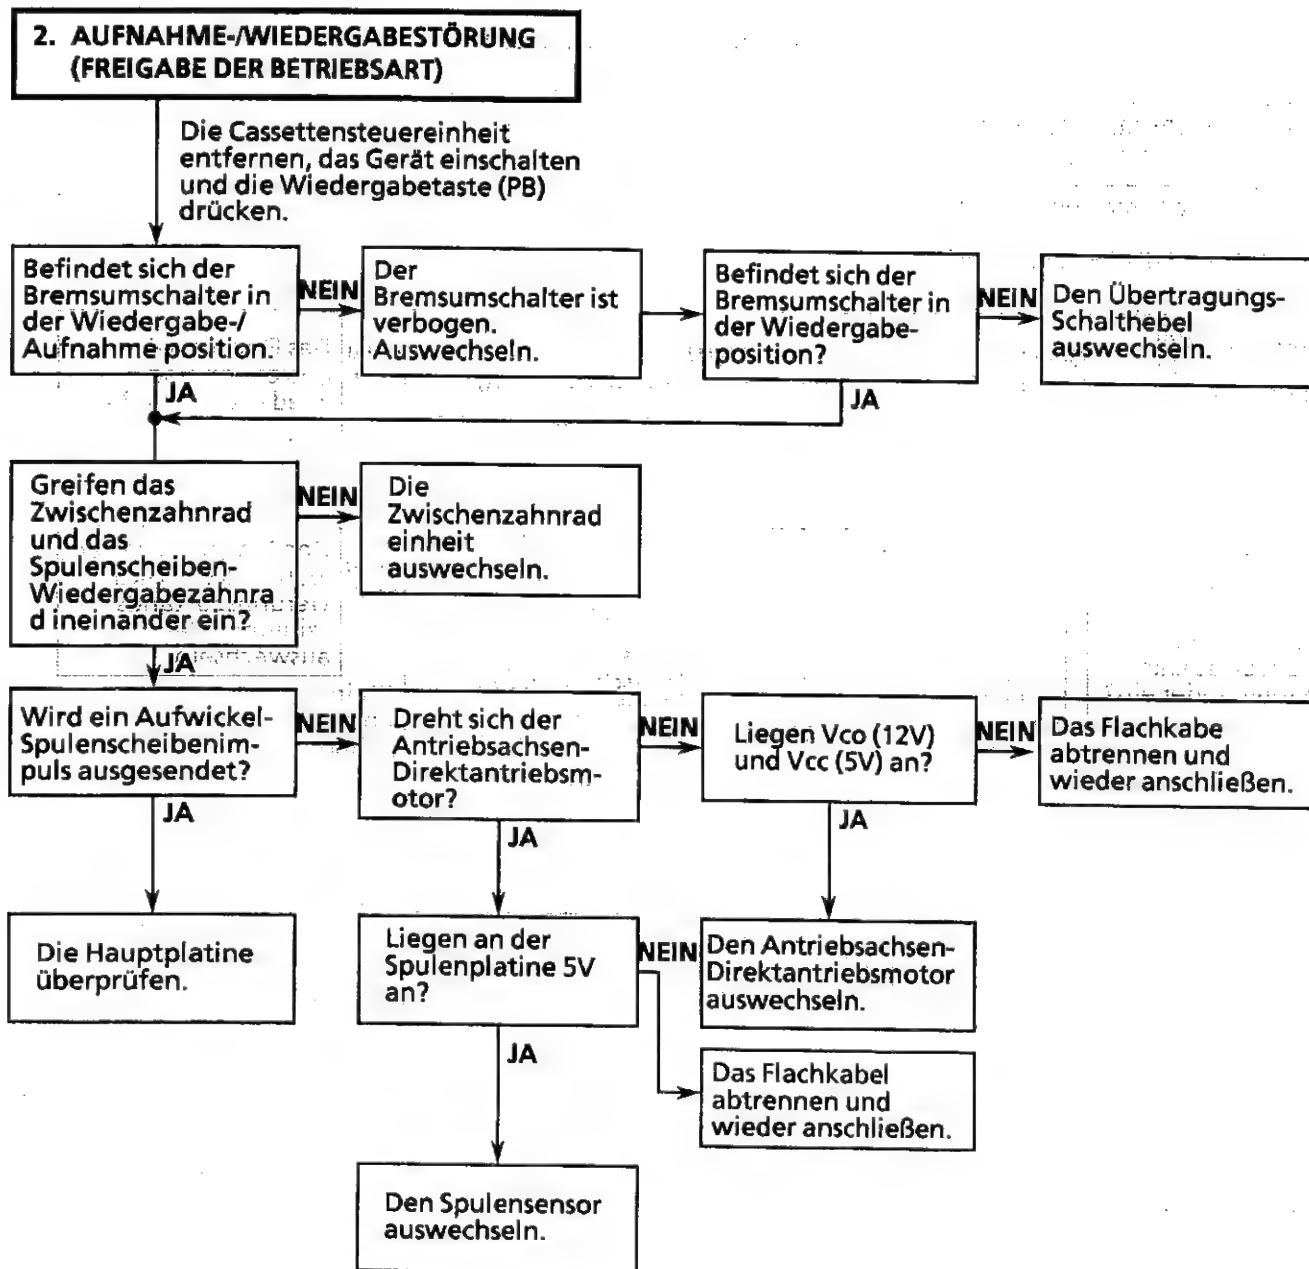 2. AUFNAHME-/WIEDERGABESTÖRUNG
(FREIGABE DER BETRIEBSART)
Die Cassettensteuereinheit
entfernen, das Gerät einschalten
und die Wiedergabetaste (PB)
drücken.
Befindet sich der
Bremsumschalter in
der Wiedergabe-/
Aufnahme position.
NEIN
Der
Bremsumschalter ist
verbogen.
Auswechseln.
Befindet sich der
Bremsumschalter in
der Wiedergabe-
position?
NEIN
Den Übertragungs-
Schalthebel
auswechseln.
JA
JA
Greifen das
Zwischenzahnrad
und das
Spulenscheiben-
Wiedergabezahnra
d ineinander ein?
NEIN
Die
Zwischenzahnrad
einheit
auswechseln.
JA
Wird ein Aufwickel-
Spulenscheibenim-
puls ausgesendet?
NEIN
Dreht sich der
Antriebsachsen-
Direktantriebsm-
otor?
NEIN
Liegen Vco (12V)
und Vcc (5V) an?
NEIN
Das Flachkabe
abtrennen und
wieder anschließen.
JA
JA
JA
Die Hauptplatine
überprüfen.
Liegen an der
Spulenplatine 5V
an?
NEIN
Den Antriebsachsen-
Direktantriebsmotor
auswechseln.
JA
Das Flachkabel
abtrennen und
wieder anschließen.
Den Spulensensor
auswechseln.